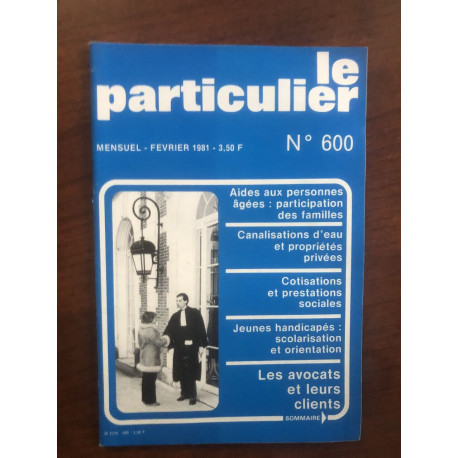 le
particulier
MENSUEL - FEVRIER 1981 - 3,50 F
N° 600
Aides aux personnes
âgées : participation
des familles
Canalisations d'eau
et propriétés
privées
Cotisations
et prestations
sociales
Jeunes handicapés :
scolarisation
et orientation
Les avocats
et leurs
clients
SOMMAIRE